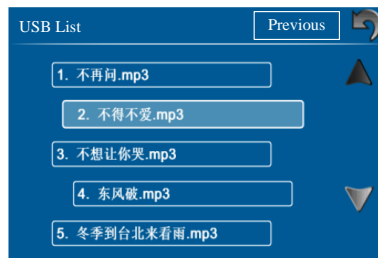 USB List
Previous
1. 不再问.mp3
2. 不得不爱.mp3
3. 不想让你哭.mp3
4. 东风破.mp3
5. 冬季到台北来看雨.mp3